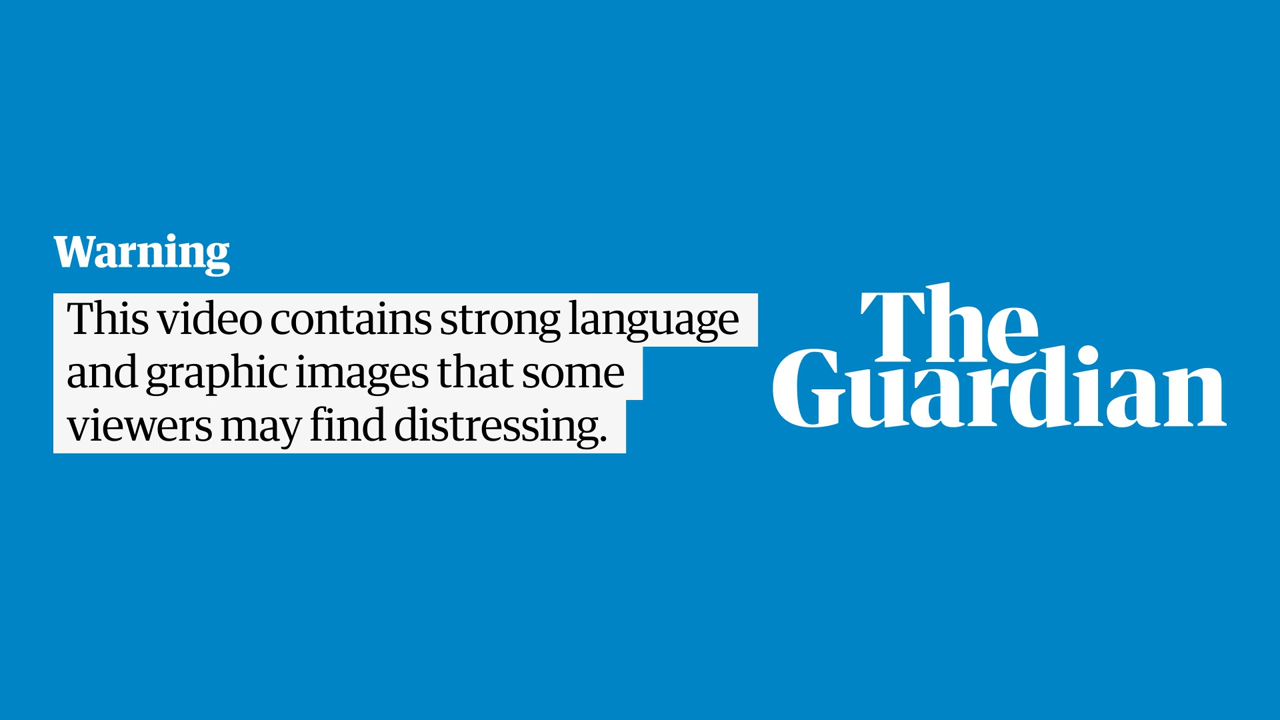 Warning
This video contains strong language
and graphic images that some
viewers may find distressing.
The
Guardian